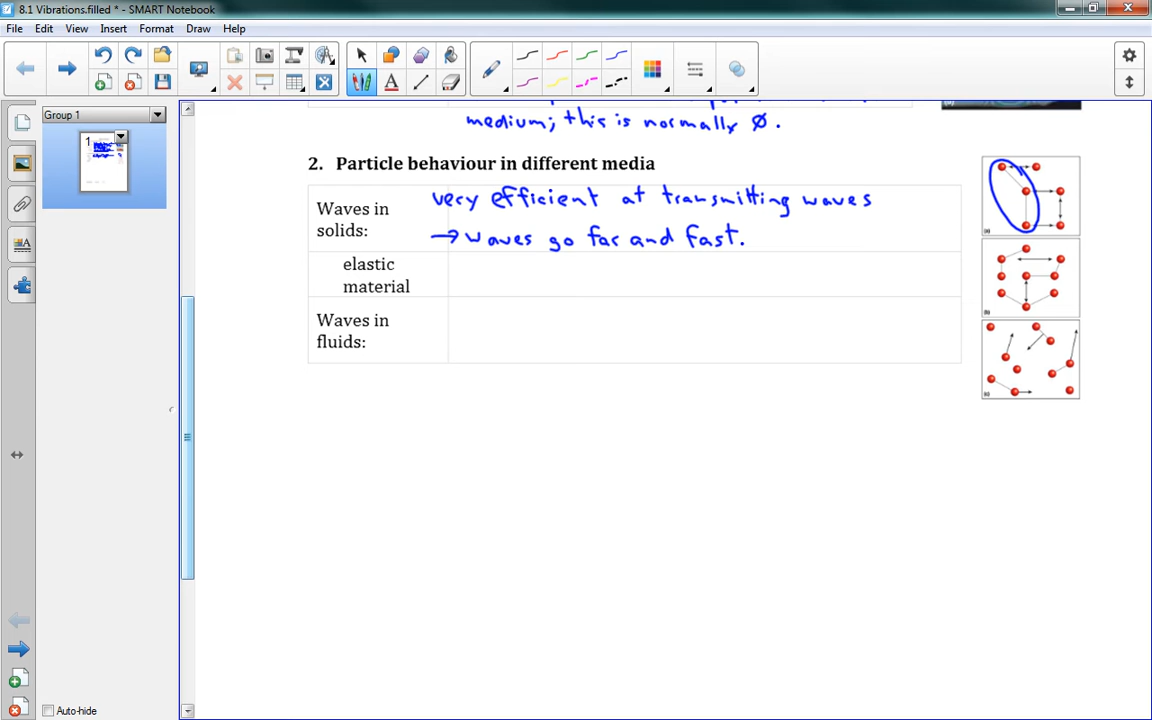 8.1 Vibrations.filled * - SMART Notebook
File Edit View Insert Format Draw Help
Group 1
1
medium; this is normally Ø.
2. Particle behaviour in different media
Waves in
solids:
very efficient at transmitting waves
→ waves go far and fast.
elastic
material
Waves in
fluids:
Auto-hide